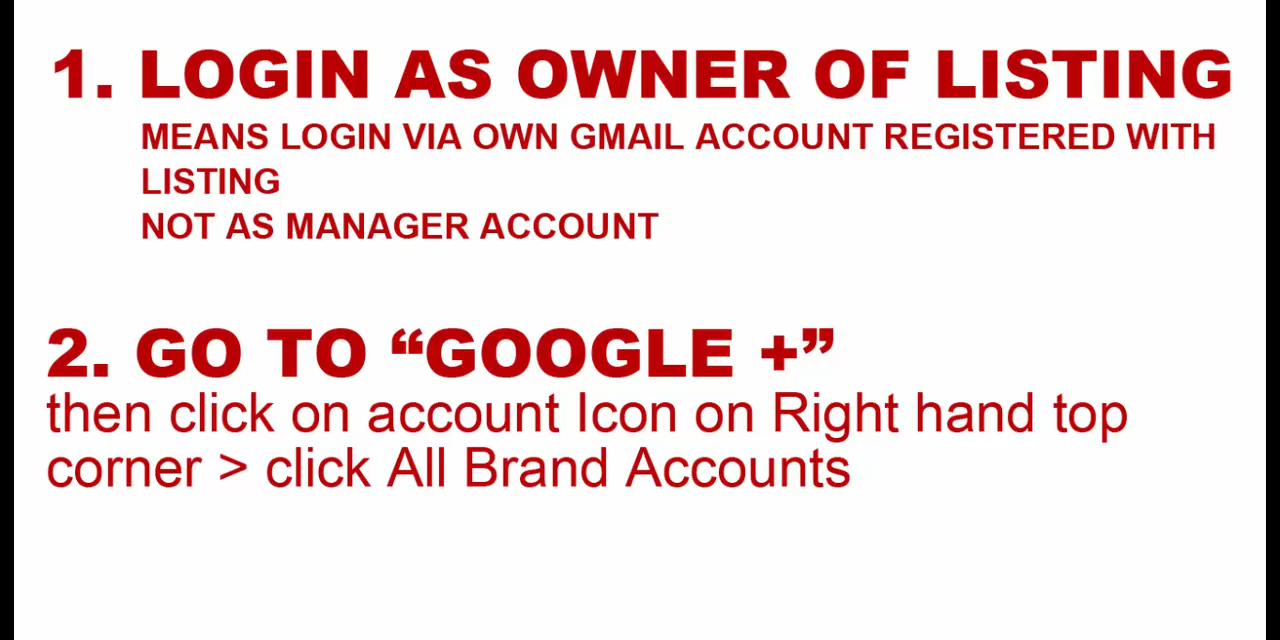 1. LOGIN AS OWNER OF LISTING
MEANS LOGIN VIA OWN GMAIL ACCOUNT REGISTERED WITH
LISTING
NOT AS MANAGER ACCOUNT
2. GO TO “GOOGLE +”
then click on account Icon on Right hand top
corner > click All Brand Accounts